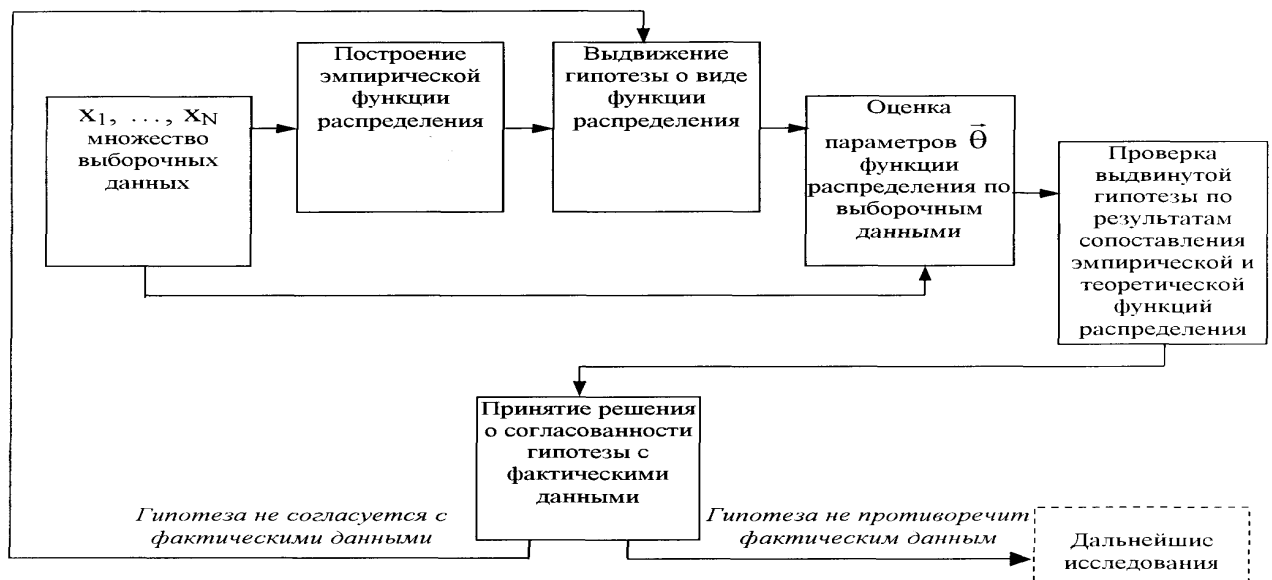 x₁, ..., x_N
множество
выборочных
данных
Построение
эмпирической
функции
распределения
Выдвижение
гипотезы о виде
функции
распределения
Оценка
параметров Θ⃗
функции
распределения по
выборочным
данными
Проверка
выдвинутой
гипотезы по
результатам
сопоставления
эмпирической и
теоретической
функций
распределения
Принятие решения
о согласованности
гипотезы с
фактическими
данными
Гипотеза не согласуется с
фактическими данными
Гипотеза не противоречит
фактическим данным
Дальнейшис
исследования